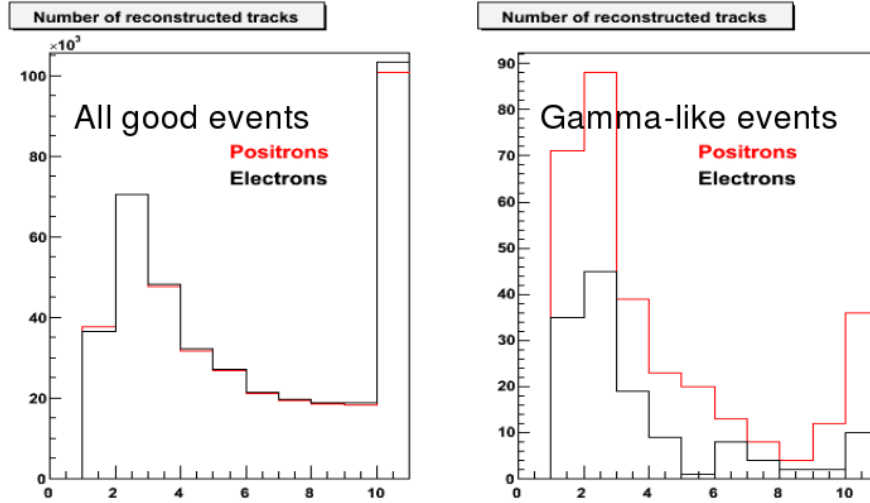 Number of reconstructed tracks
×10³
100
80
60
40
20
0
0 2 4 6 8 10
All good events
Positrons
Electrons
Number of reconstructed tracks
90
80
70
60
50
40
30
20
10
0
0 2 4 6 8 10
Gamma-like events
Positrons
Electrons